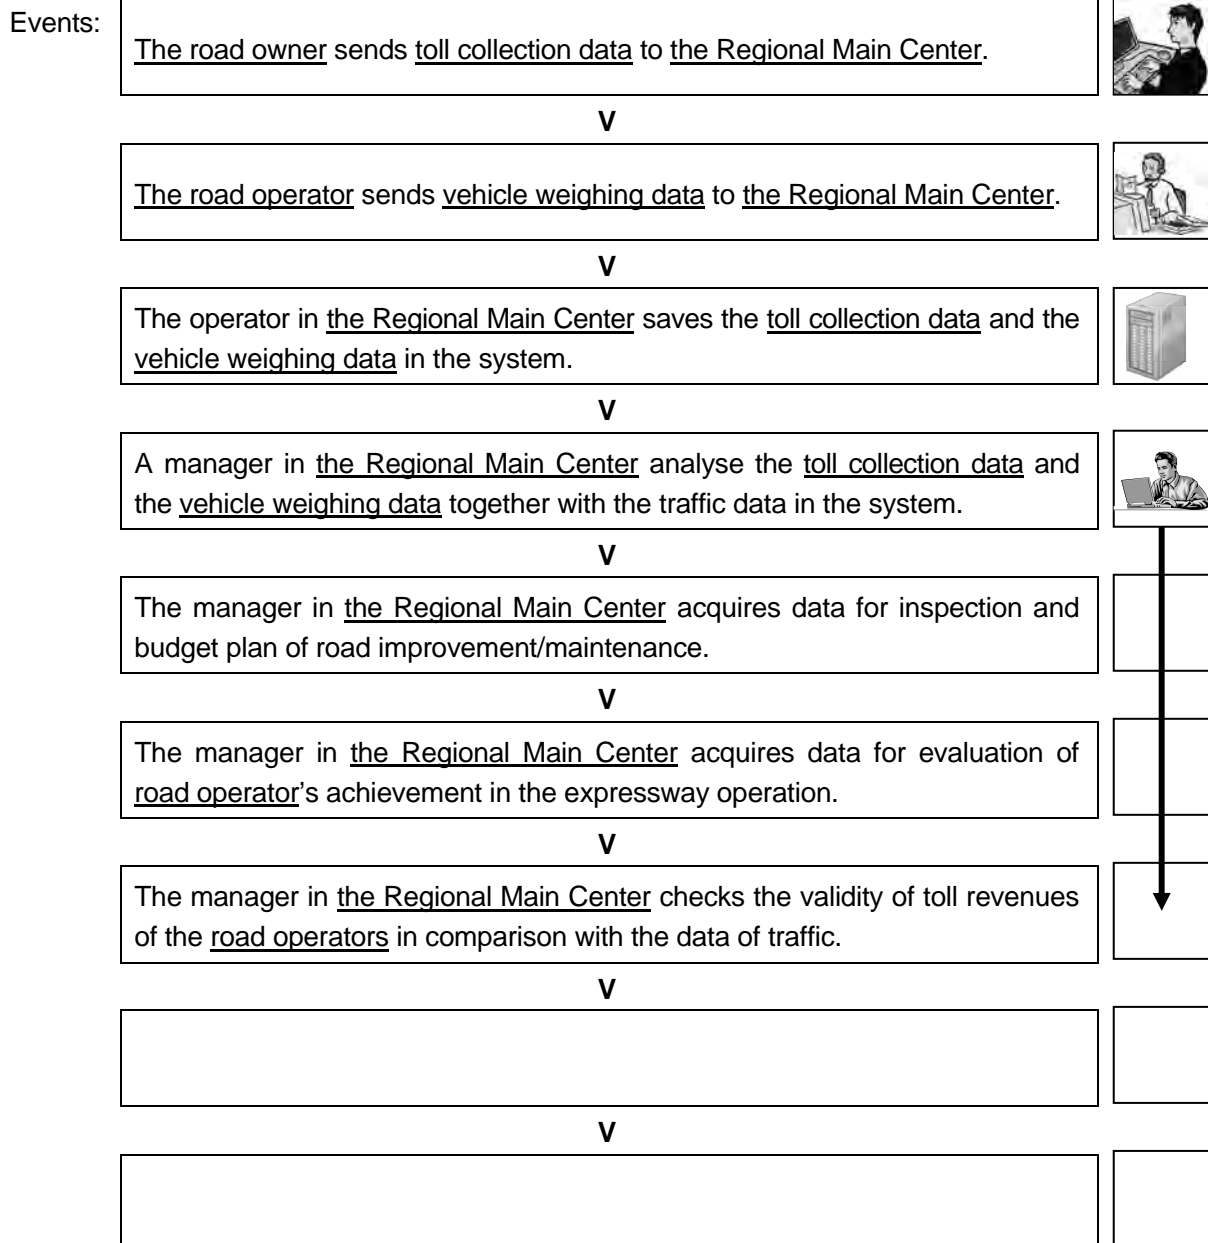 Events:
The road owner sends toll collection data to the Regional Main Center.
V
The road operator sends vehicle weighing data to the Regional Main Center.
V
The operator in the Regional Main Center saves the toll collection data and the
vehicle weighing data in the system.
V
A manager in the Regional Main Center analyse the toll collection data and
the vehicle weighing data together with the traffic data in the system.
V
The manager in the Regional Main Center acquires data for inspection and
budget plan of road improvement/maintenance.
V
The manager in the Regional Main Center acquires data for evaluation of
road operator's achievement in the expressway operation.
V
The manager in the Regional Main Center checks the validity of toll revenues
of the road operators in comparison with the data of traffic.
V
V